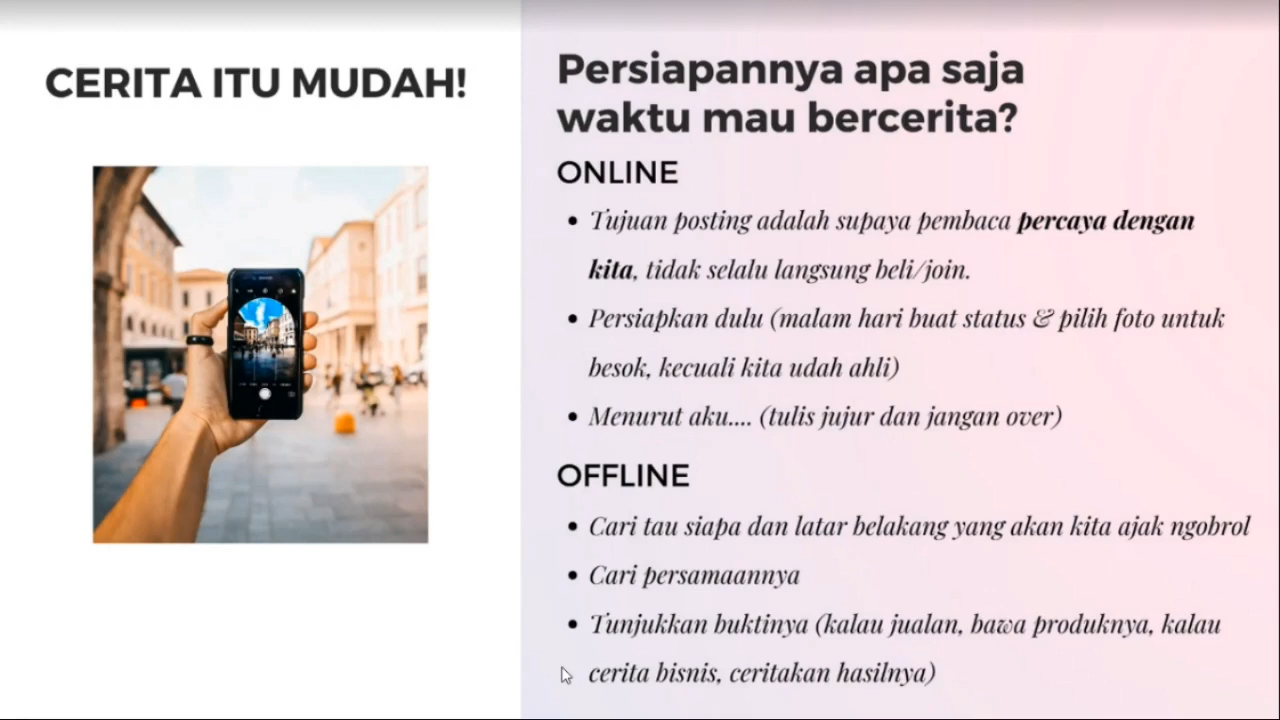 CERITA ITU MUDAH!
Persiapannya apa saja
waktu mau bercerita?
ONLINE
• Tujuan posting adalah supaya pembaca percaya dengan
kita, tidak selalu langsung beli/join.
• Persiapkan dulu (malam hari buat status & pilih foto untuk
besok, kecuali kita udah ahli)
• Menurut aku.... (tulis jujur dan jangan over)
OFFLINE
• Cari tau siapa dan latar belakang yang akan kita ajak ngobrol
• Cari persamaannya
• Tunjukkan buktinya (kalau jualan, bawa produknya, kalau
cerita bisnis, ceritakan hasilnya)